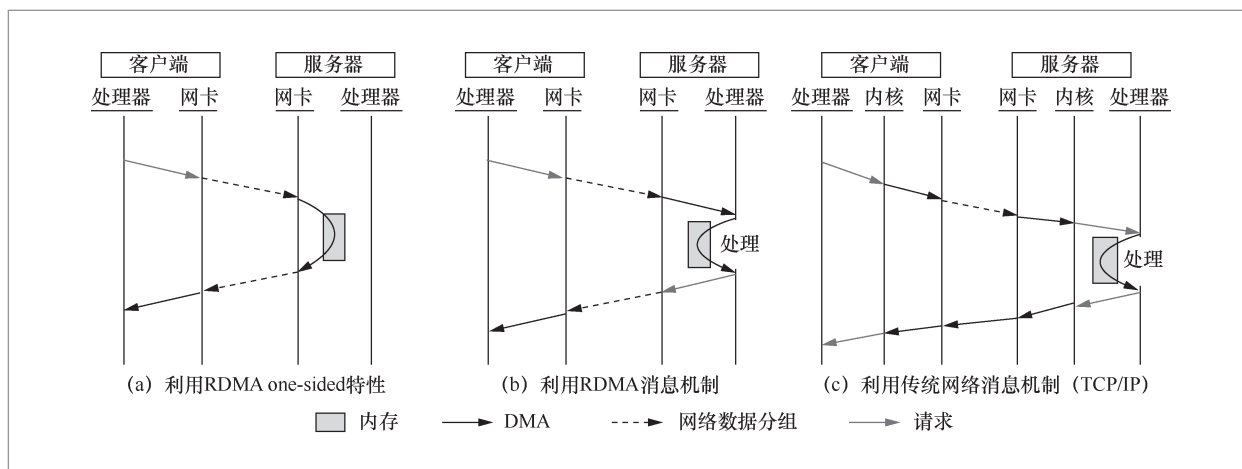 客户端 服务器 客户端 服务器 客户端 服务器
处理器 网卡 网卡 处理器 处理器 网卡 网卡 处理器 处理器 内核 网卡 网卡 内核 处理器
处理 处理
(a) 利用RDMA one-sided特性 (b) 利用RDMA消息机制 (c) 利用传统网络消息机制（TCP/IP）
内存 DMA 网络数据分组 请求